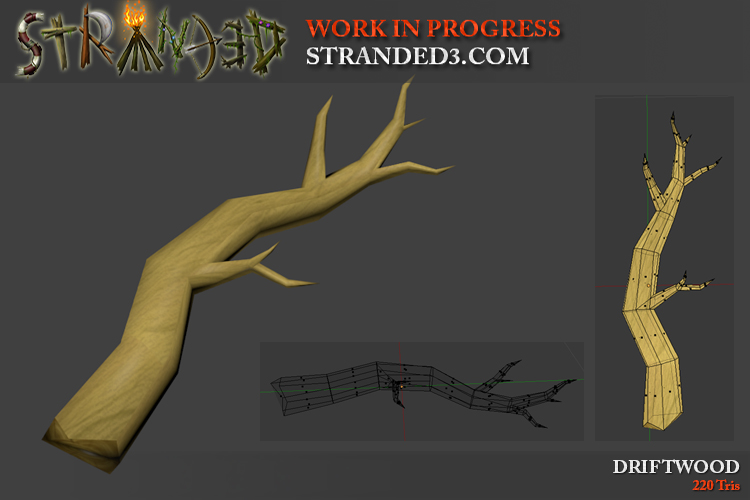 STRANDED
WORK IN PROGRESS
STRANDED3.COM
DRIFTWOOD
220 Tris